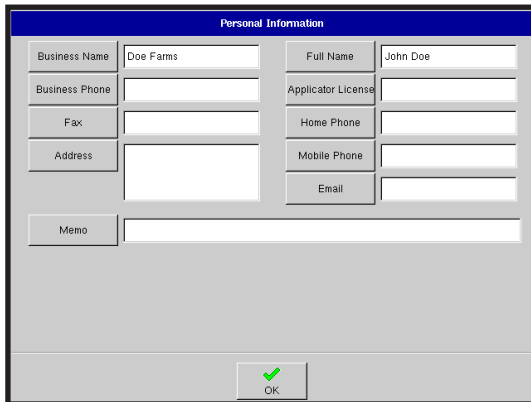 Personal Information
Business Name Doe Farms Full Name John Doe
Business Phone Applicator License
Fax Home Phone
Address Mobile Phone
Email
Memo
OK